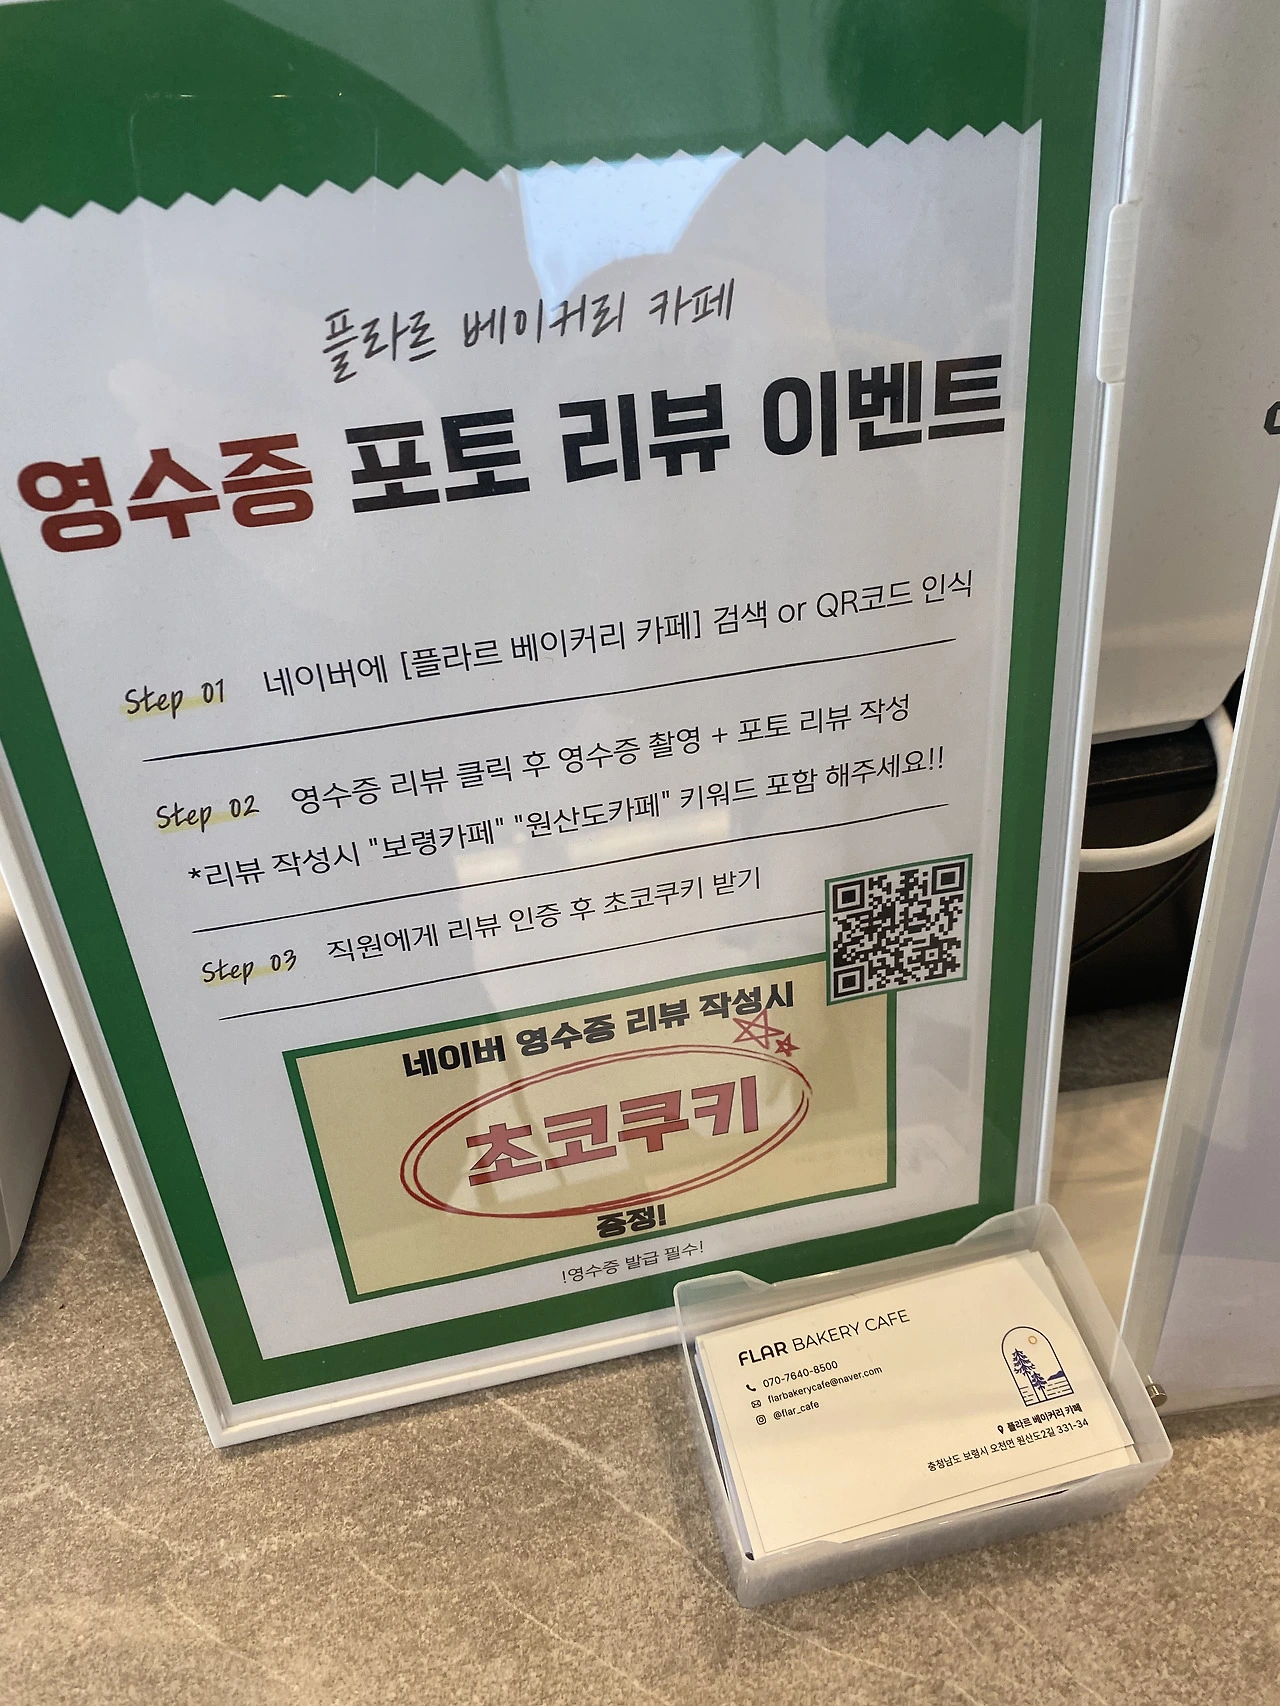 플라르 베이커리 카페
영수증 포토 리뷰 이벤트
Step 01 네이버에 [플라르 베이커리 카페] 검색 or QR코드 인식
Step 02 영수증 리뷰 클릭 후 영수증 촬영 + 포토 리뷰 작성
*리뷰 작성시 "보령카페" "원산도카페" 키워드 포함 해주세요!!
Step 03 직원에게 리뷰 인증 후 초코쿠키 받기
네이버 영수증 리뷰 작성시
초코쿠키
증정!
!영수증 발급 필수!
FLAR BAKERY CAFE
070-7640-8500
flarbakerycafe@naver.com
@flar_cafe
플라르 베이커리 카페
충청남도 보령시 오천면 원산도2길 331-34